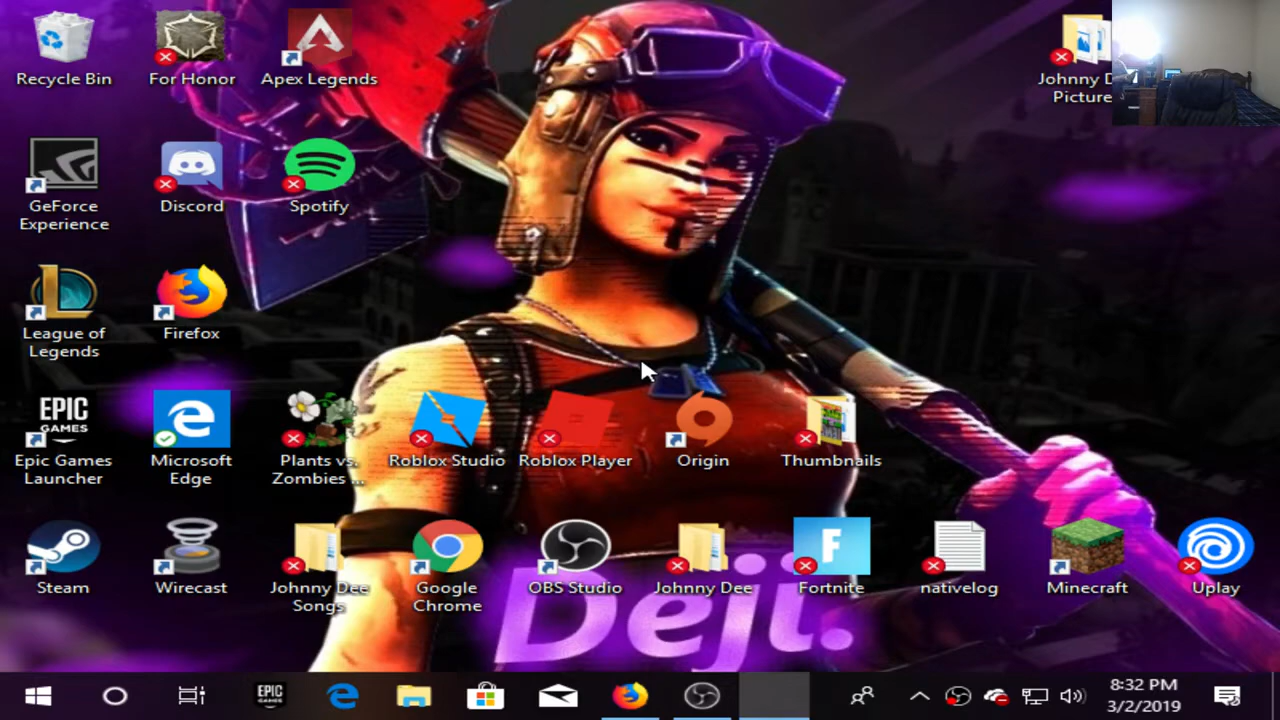 Recycle Bin
For Honor
Apex Legends
Johnny D
Picture
GeForce
Experience
Discord
Spotify
League of
Legends
Firefox
EPIC
GAMES
Epic Games
Launcher
Microsoft
Edge
Plants vs.
Zombies ...
Roblox Studio
Roblox Player
Origin
Thumbnails
Steam
Wirecast
Johnny Dee
Songs
Google
Chrome
OBS Studio
Johnny Dee
Fortnite
nativelog
Minecraft
Uplay
Deji.
EPIC
GAMES
8:32 PM
3/2/2019